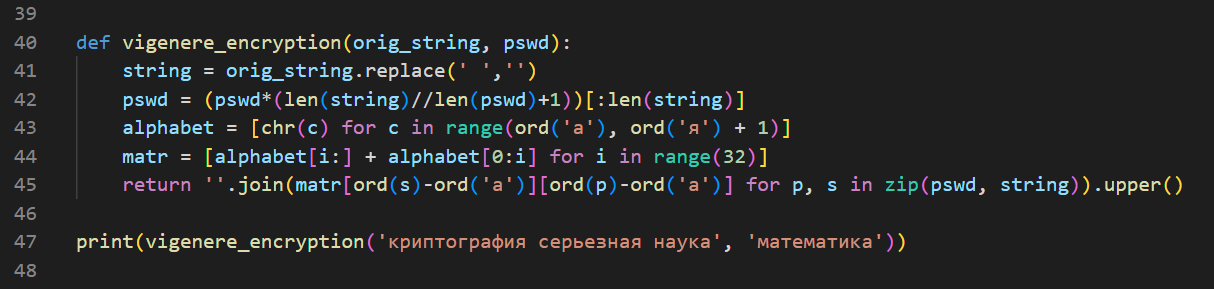 39
40 def vigenere_encryption(orig_string, pswd):
41 string = orig_string.replace(' ','')
42 pswd = (pswd*(len(string)//len(pswd)+1))[:len(string)]
43 alphabet = [chr(c) for c in range(ord('а'), ord('я') + 1)]
44 matr = [alphabet[i:] + alphabet[0:i] for i in range(32)]
45 return ''.join(matr[ord(s)-ord('а')][ord(p)-ord('а')] for p, s in zip(pswd, string)).upper()
46
47 print(vigenere_encryption('криптография серьезная наука', 'математика'))
48